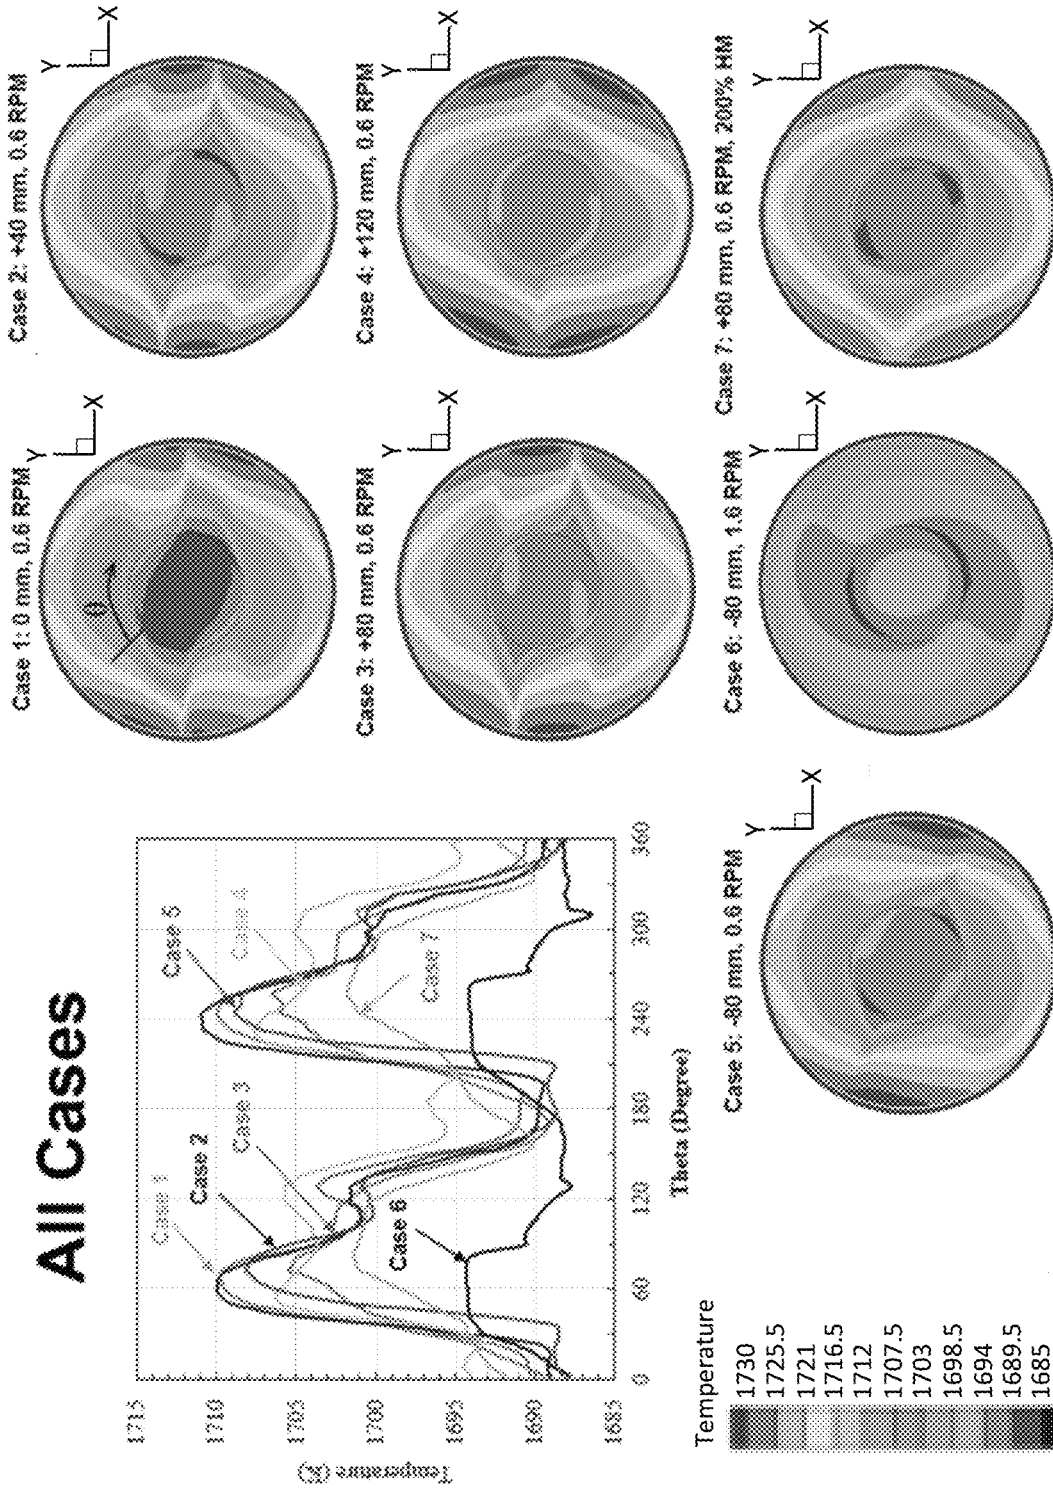 All Cases
Temperature (K)
1715
1710
1705
1700
1695
1690
1685
0
60
120
180
240
300
360
Theta (Degree)
Case 1
Case 2
Case 3
Case 6
Case 5
Case 4
Case 7
Temperature
1730
1725.5
1721
1716.5
1712
1707.5
1703
1698.5
1694
1689.5
1685
Case 1: 0 mm, 0.6 RPM
θ
Y
X
Case 2: +40 mm, 0.6 RPM
Y
X
Case 3: +80 mm, 0.6 RPM
Y
X
Case 4: +120 mm, 0.6 RPM
Y
X
Case 5: -80 mm, 0.6 RPM
Y
X
Case 6: -80 mm, 1.6 RPM
Y
X
Case 7: +80 mm, 0.6 RPM, 200% HM
Y
X